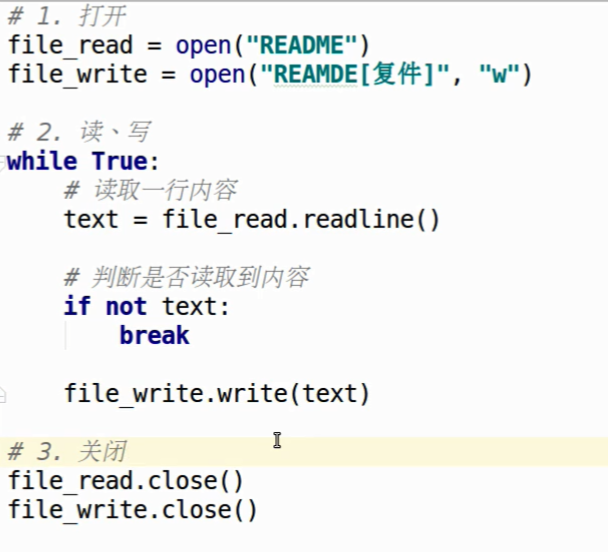 # 1. 打开
file_read = open("README")
file_write = open("REAMDE[复件]", "w")
# 2. 读、写
while True:
# 读取一行内容
text = file_read.readline()
# 判断是否读取到内容
if not text:
break
file_write.write(text)
# 3. 关闭
file_read.close()
file_write.close()